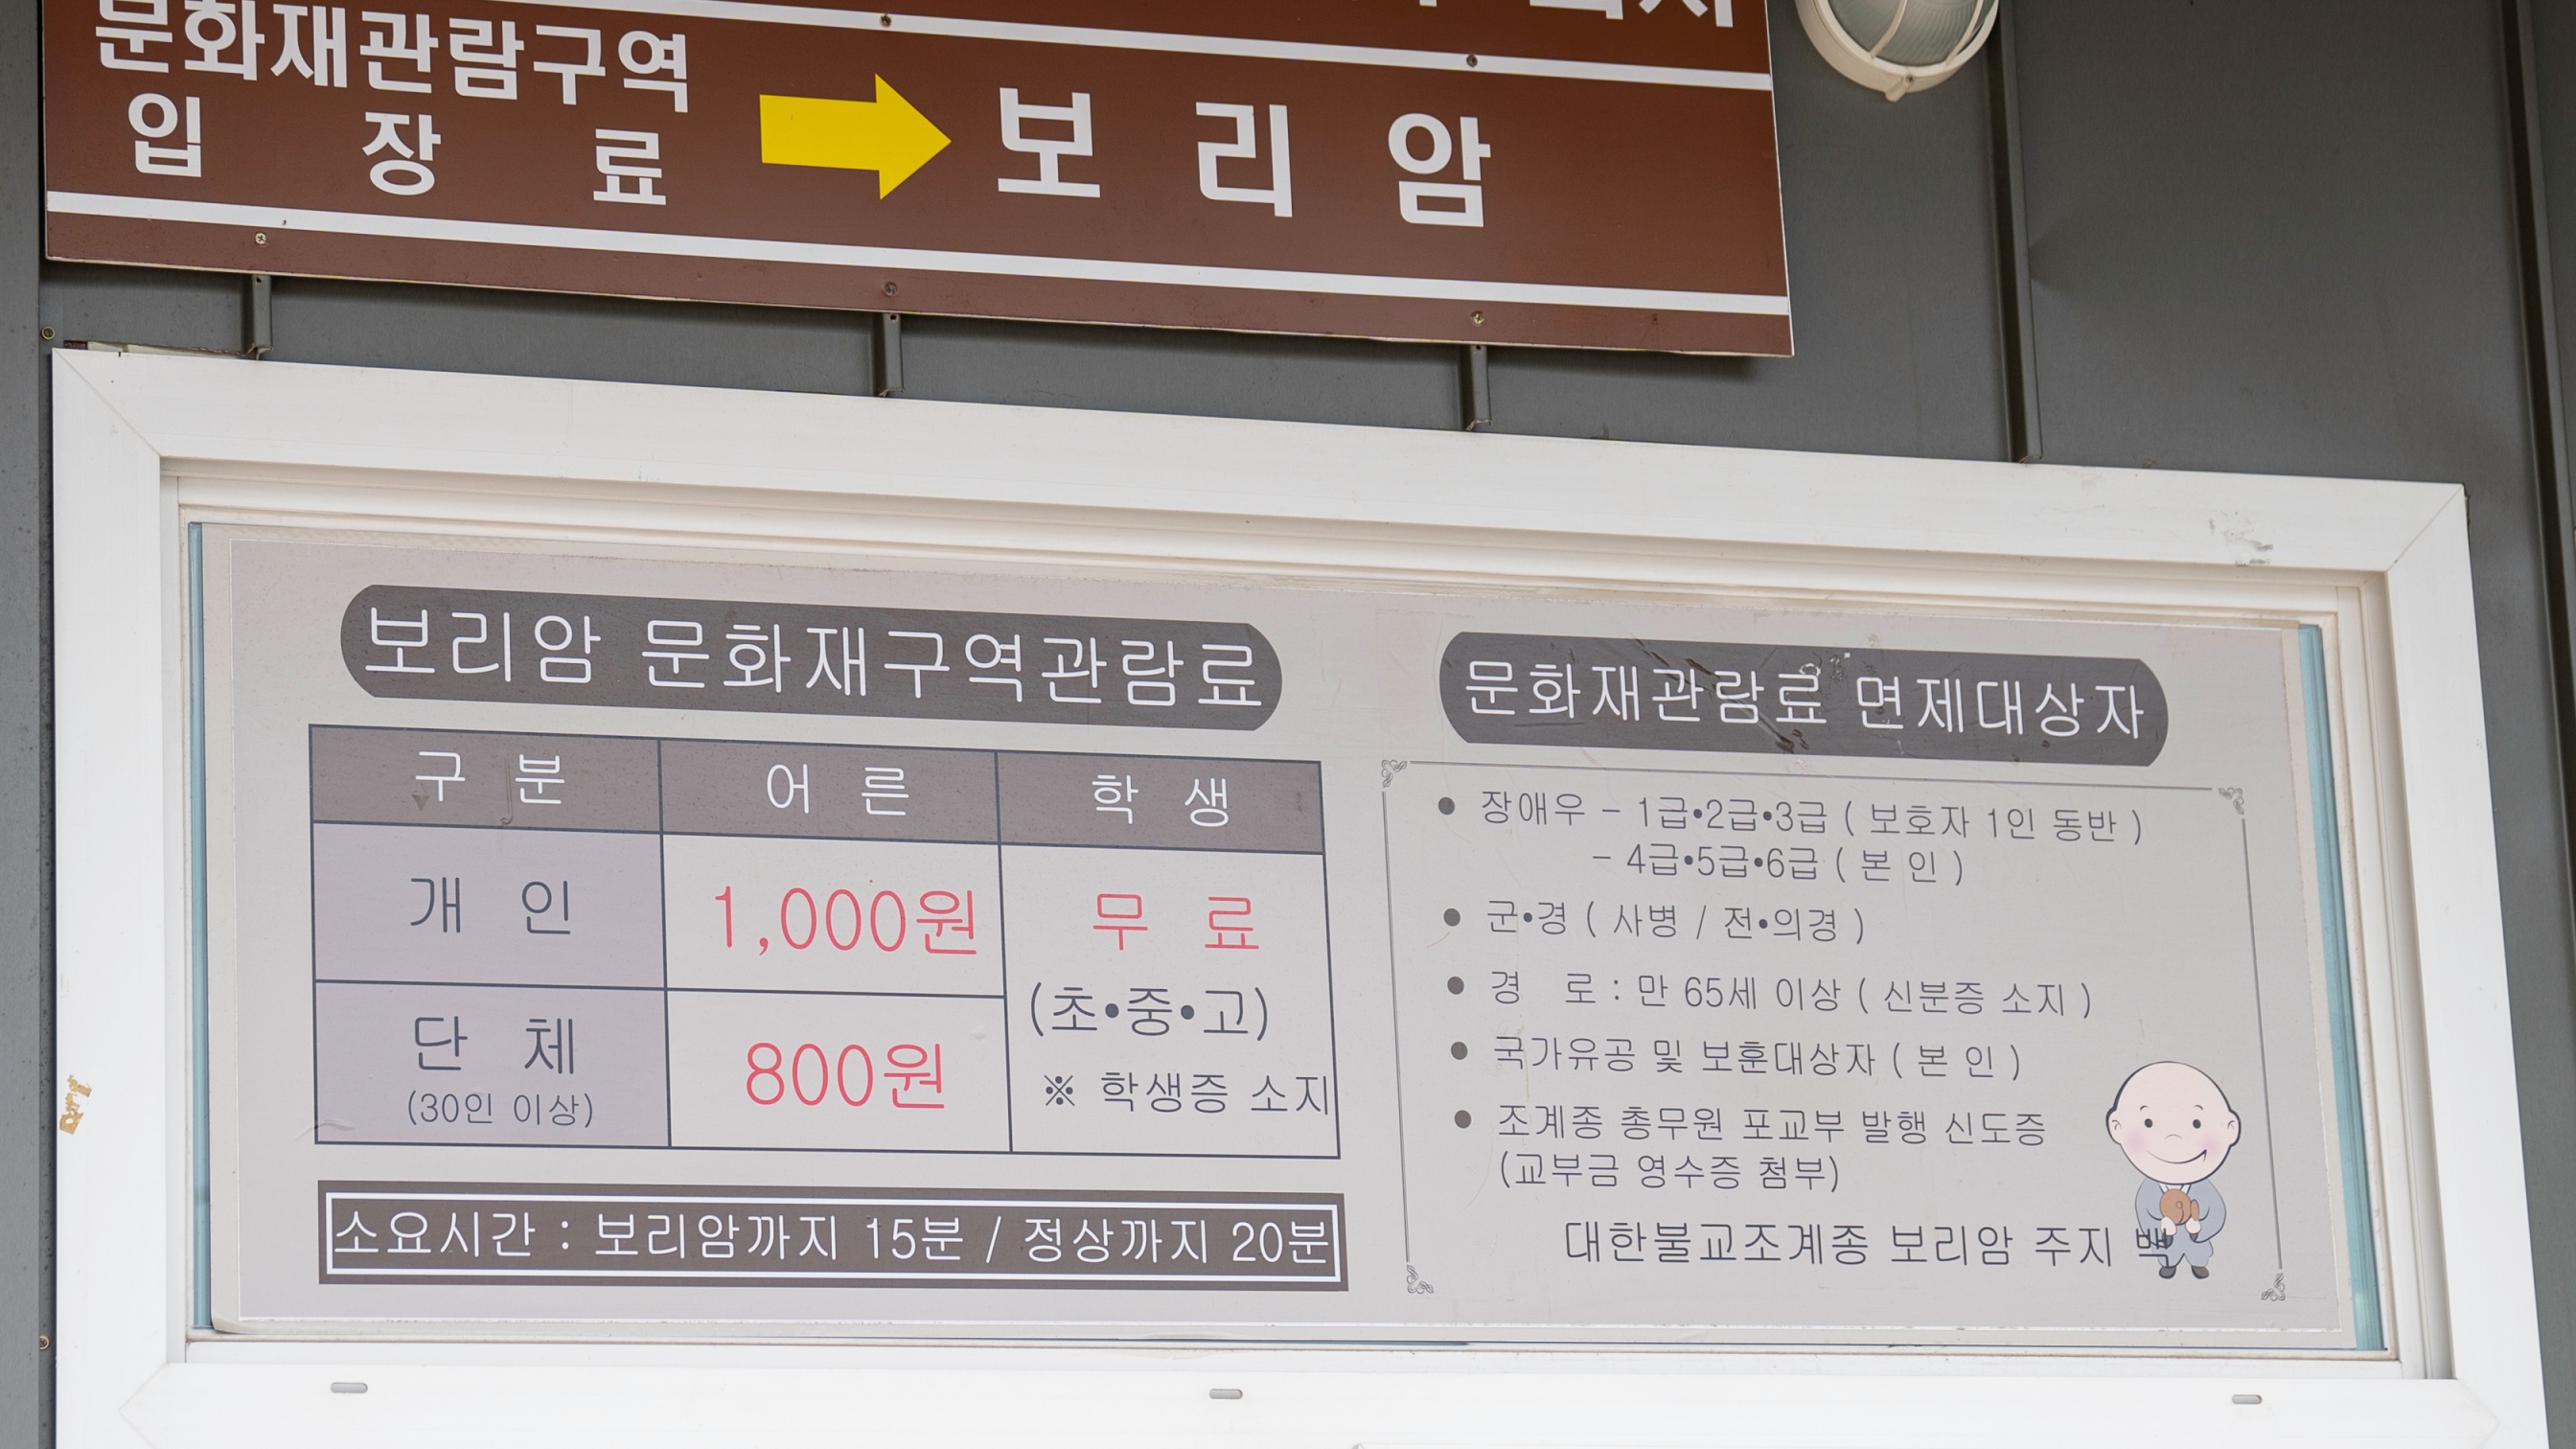 문화재관람구역
입 장 료
보 리 암
보리암 문화재구역관람료
구 분 어 른 학 생
개 인 1,000원 무 료
(초•중•고)
단 체 800원
(30인 이상) ※ 학생증 소지
소요시간 : 보리암까지 15분 / 정상까지 20분
문화재관람료 면제대상자
● 장애우 - 1급•2급•3급 ( 보호자 1인 동반 )
- 4급•5급•6급 ( 본 인 )
● 군•경 ( 사병 / 전•의경 )
● 경 로 : 만 65세 이상 ( 신분증 소지 )
● 국가유공 및 보훈대상자 ( 본 인 )
● 조계종 총무원 포교부 발행 신도증
(교부금 영수증 첨부)
대한불교조계종 보리암 주지 백